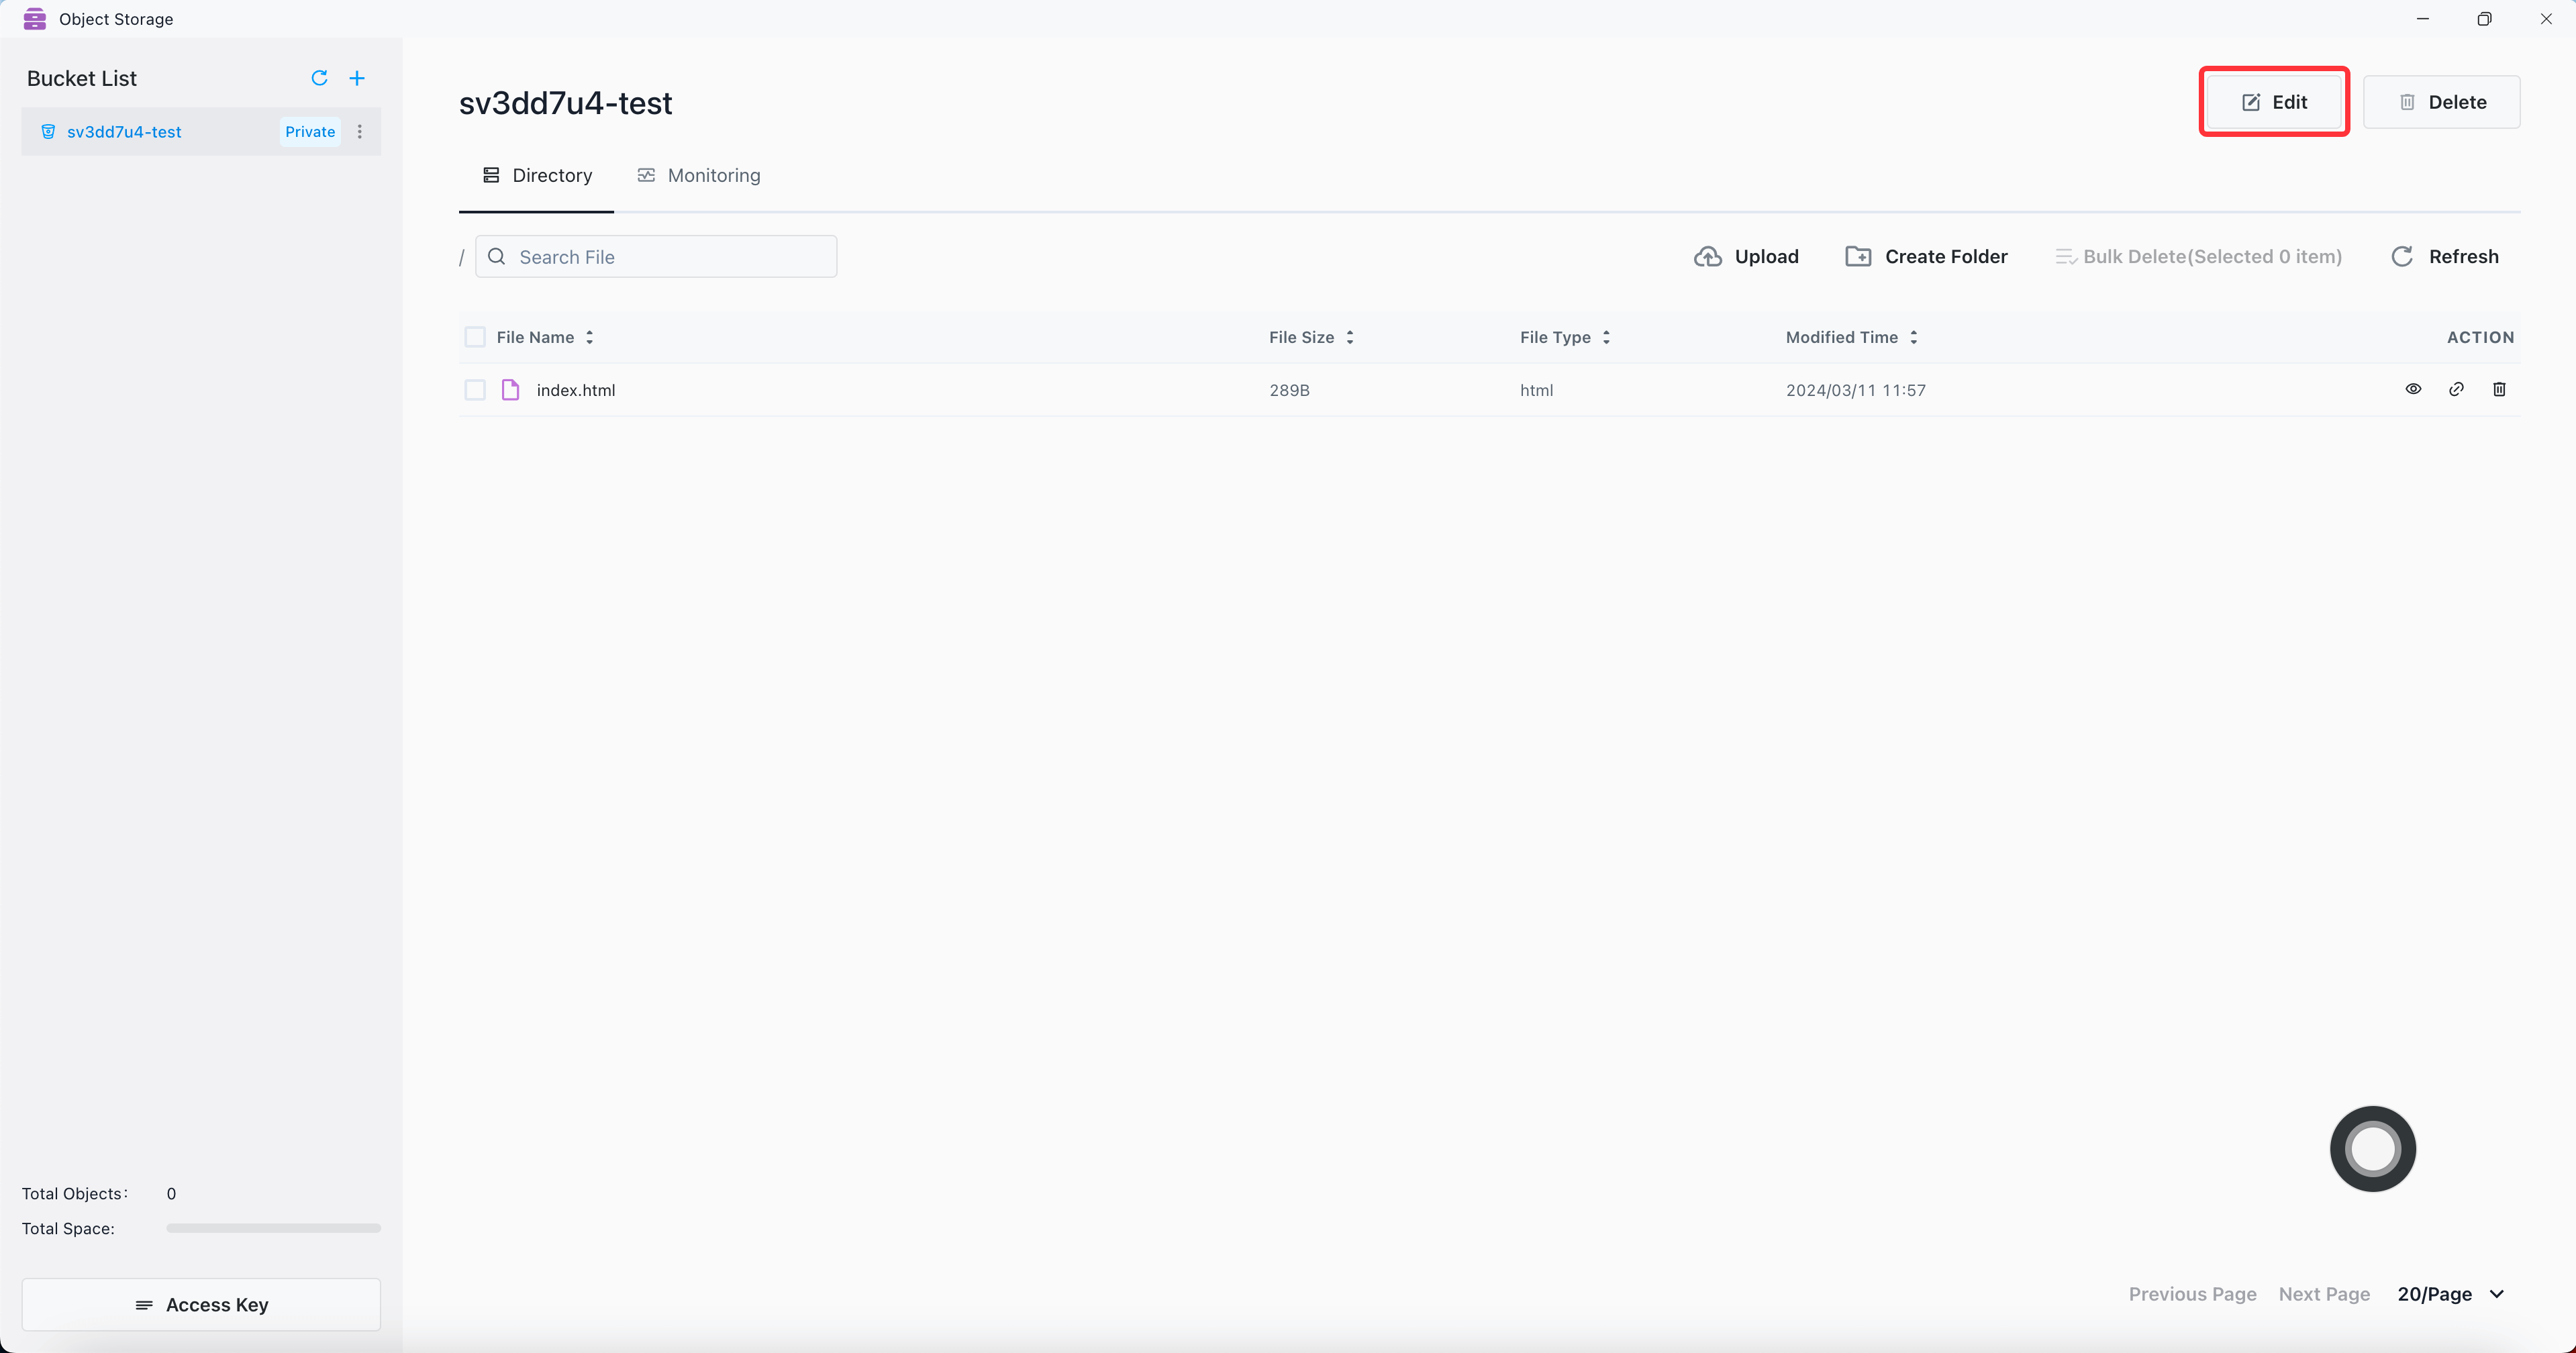 Object Storage
Bucket List
sv3dd7u4-test Private
sv3dd7u4-test
Edit Delete
Directory Monitoring
/ Search File Upload Create Folder Bulk Delete(Selected 0 item) Refresh
File Name File Size File Type Modified Time ACTION
index.html 289B html 2024/03/11 11:57
Total Objects: 0
Total Space:
Access Key
Previous Page Next Page 20/Page